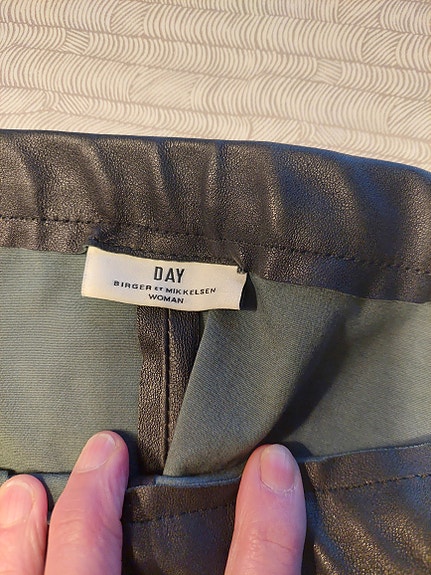 DAY
BIRGER ET MIKKELSEN
WOMAN